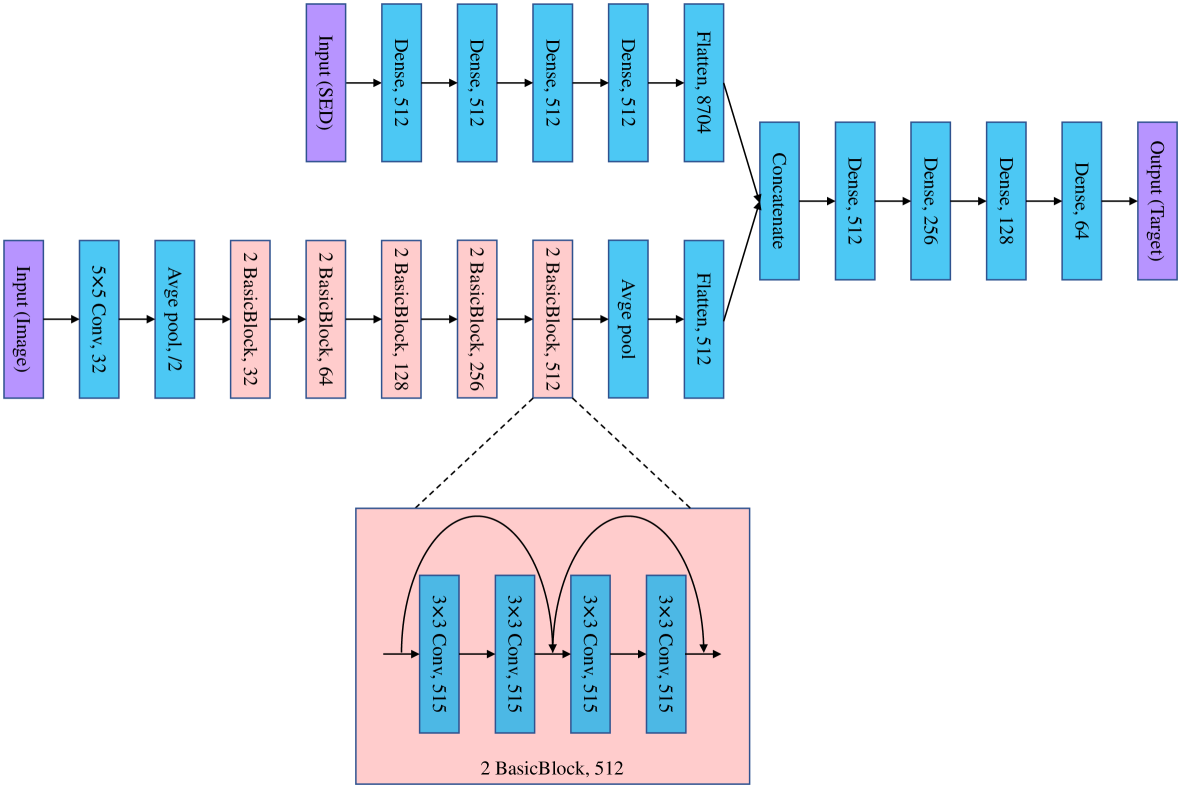 Input (SED)
Dense, 512
Dense, 512
Dense, 512
Dense, 512
Flatten, 8704
Input (Image)
5×5 Conv, 32
Avge pool, /2
2 BasicBlock, 32
2 BasicBlock, 64
2 BasicBlock, 128
2 BasicBlock, 256
2 BasicBlock, 512
Avge pool
Flatten, 512
Concatenate
Dense, 512
Dense, 256
Dense, 128
Dense, 64
Output (Target)
3×3 Conv, 515
3×3 Conv, 515
3×3 Conv, 515
3×3 Conv, 515
2 BasicBlock, 512